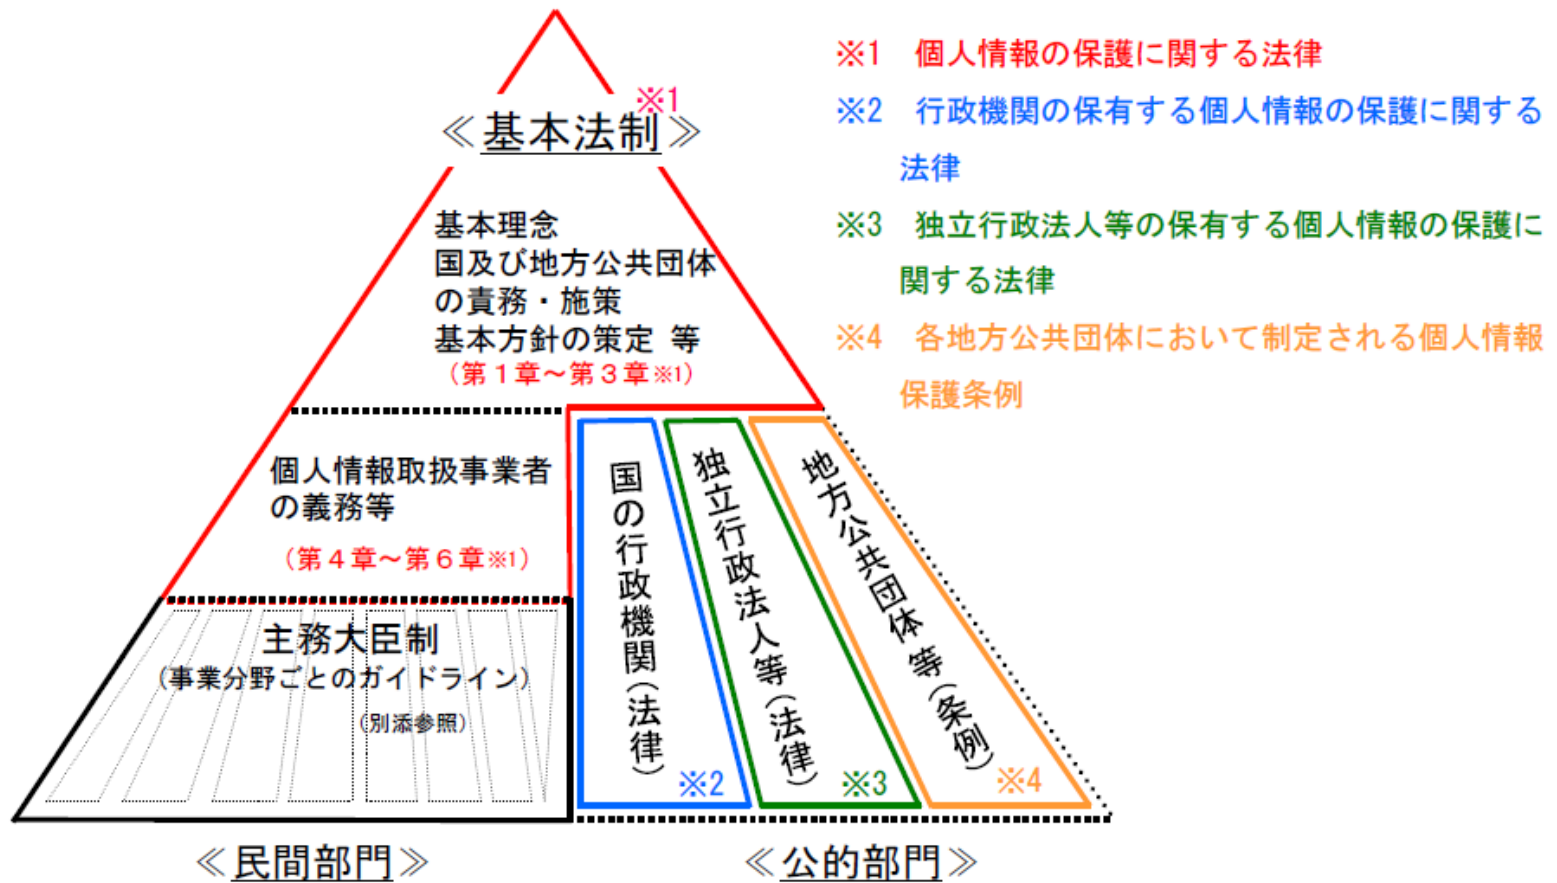 ※1
≪基本法制≫
基本理念
国及び地方公共団体
の責務・施策
基本方針の策定 等
（第１章～第３章※1）
個人情報取扱事業者
の義務等
（第４章～第６章※1）
主務大臣制
（事業分野ごとのガイドライン）
（別添参照）
国の行政機関（法律）
※2
独立行政法人等（法律）
※3
地方公共団体 等（条例）
※4
≪民間部門≫
≪公的部門≫
※1 個人情報の保護に関する法律
※2 行政機関の保有する個人情報の保護に関する
法律
※3 独立行政法人等の保有する個人情報の保護に
関する法律
※4 各地方公共団体において制定される個人情報
保護条例